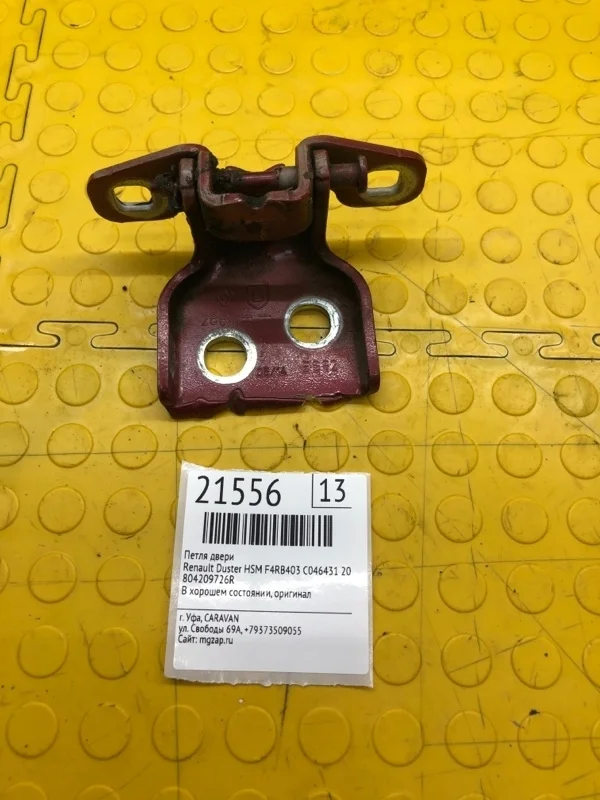 21556 13
Петля двери
Renault Duster HSM F4RB403 C046431 20
804209726R
В хорошем состоянии, оригинал
г. Уфа, CARAVAN
ул. Свободы 69А, +79373509055
Сайт: mgzap.ru